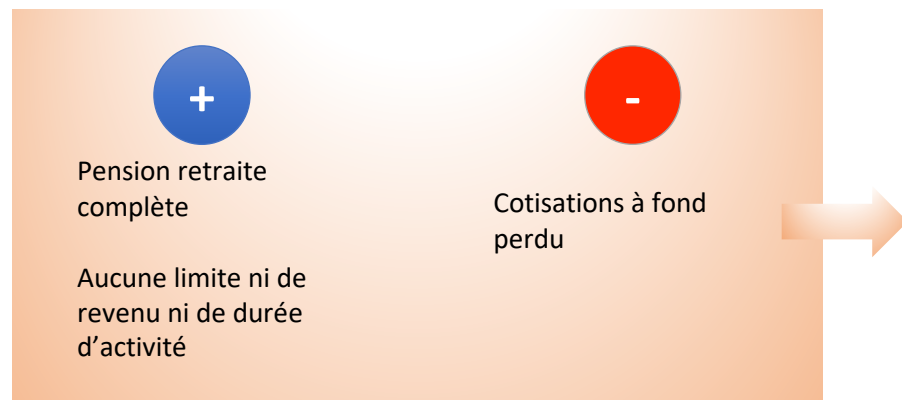 +
Pension retraite
complète
Aucune limite ni de
revenu ni de durée
d’activité
-
Cotisations à fond
perdu